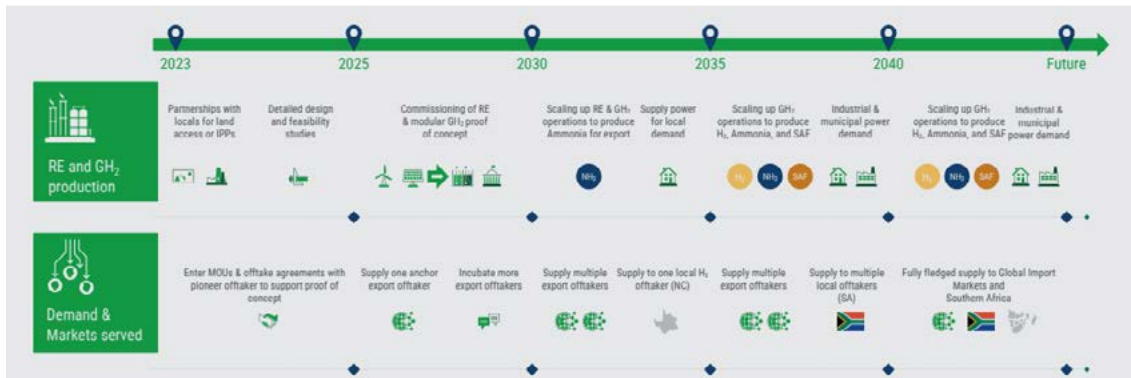 2023
2025
2030
2035
2040
Future
RE and GH₂
production
Partnerships with
locals for land
access or IPPs
Detailed design
and feasibility
studies
Commissioning of RE
& modular GH₂ proof
of concept
Scaling up RE & GH₂
operations to produce
Ammonia for export
Supply power
for local
demand
Scaling up GH₂
operations to produce
H₂, Ammonia, and SAF
Industrial &
municipal power
demand
Scaling up GH₂
operations to produce
H₂, Ammonia, and SAF
Industrial &
municipal
power demand
NH₃
H₂
NH₃
SAF
H₂
NH₃
SAF
Demand &
Markets served
Enter MOUs & offtake agreements with
pioneer offtaker to support proof of
concept
Supply one anchor
export offtaker
Incubate more
export offtakers
Supply multiple
export offtakers
Supply to one local H₂
offtaker (NC)
Supply multiple
export offtakers
Supply to multiple
local offtakers
(SA)
Fully fledged supply to Global Import
Markets and
Southern Africa